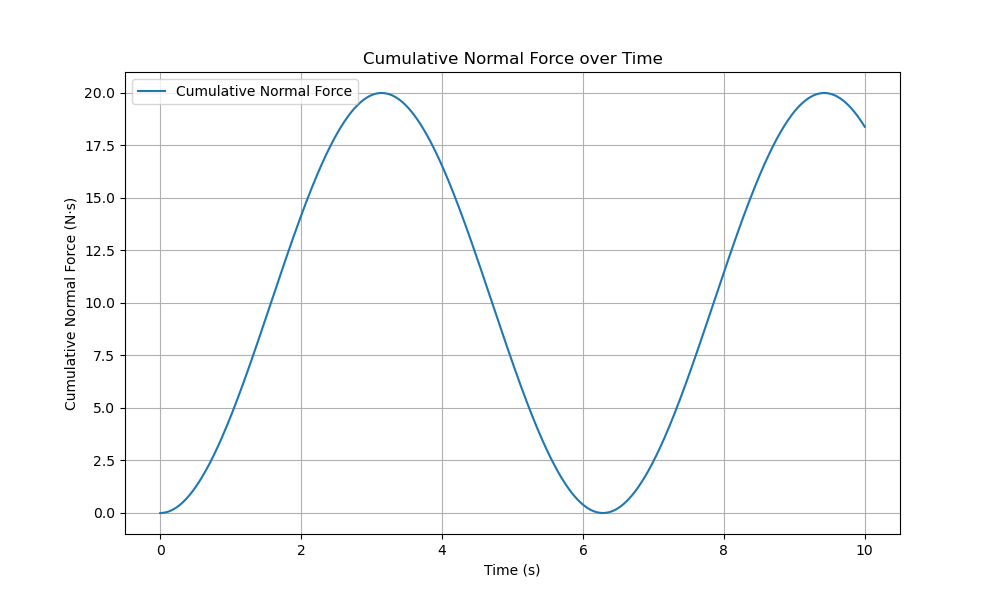 Cumulative Normal Force over Time
Cumulative Normal Force
Cumulative Normal Force (N·s)
20.0
17.5
15.0
12.5
10.0
7.5
5.0
2.5
0.0
0 2 4 6 8 10
Time (s)